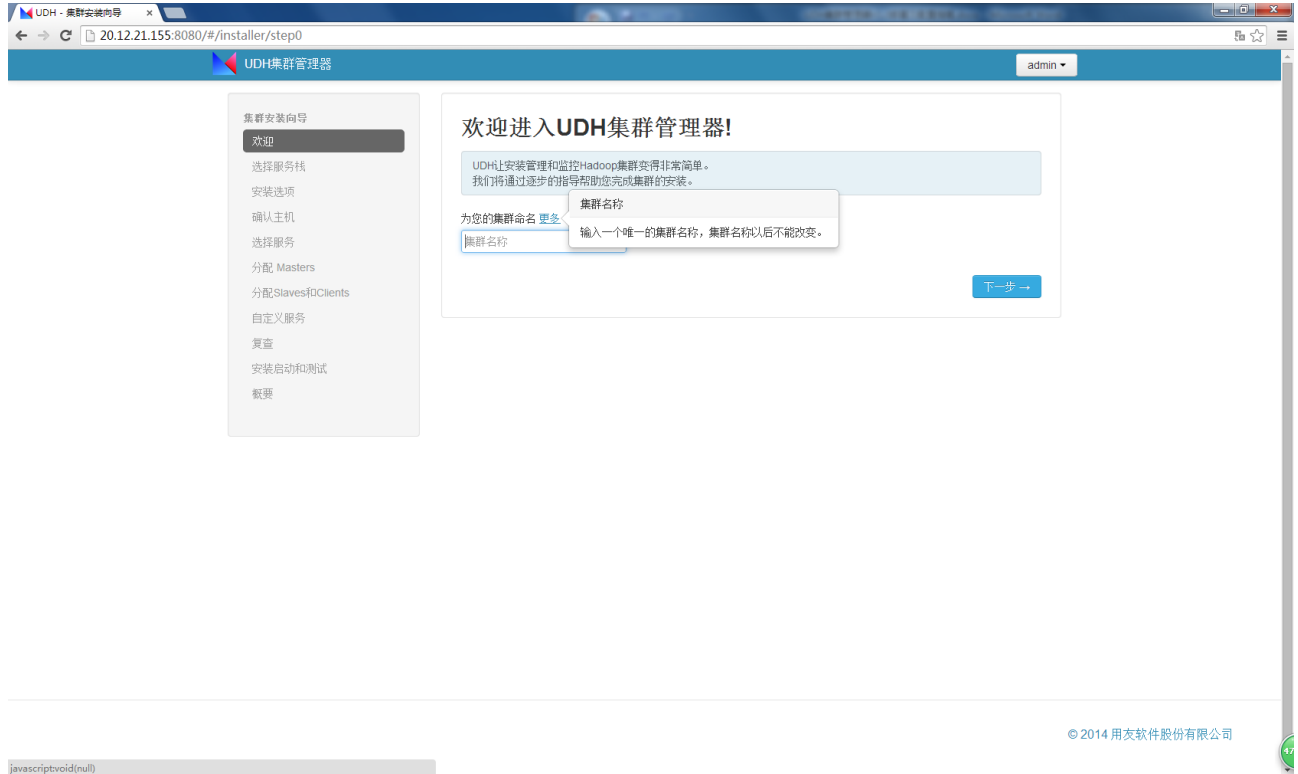 UDH - 集群安装向导
20.12.21.155:8080/#/installer/step0
UDH集群管理器
admin
集群安装向导
欢迎
选择服务栈
安装选项
确认主机
选择服务
分配 Masters
分配Slaves和Clients
自定义服务
复查
安装启动和测试
概要
欢迎进入UDH集群管理器!
UDH让安装管理和监控Hadoop集群变得非常简单。
我们将通过逐步的指导帮助您完成集群的安装。
为您的集群命名 更多
集群名称
集群名称
输入一个唯一的集群名称，集群名称以后不能改变。
下一步 →
© 2014 用友软件股份有限公司
47
javascript:void(null)